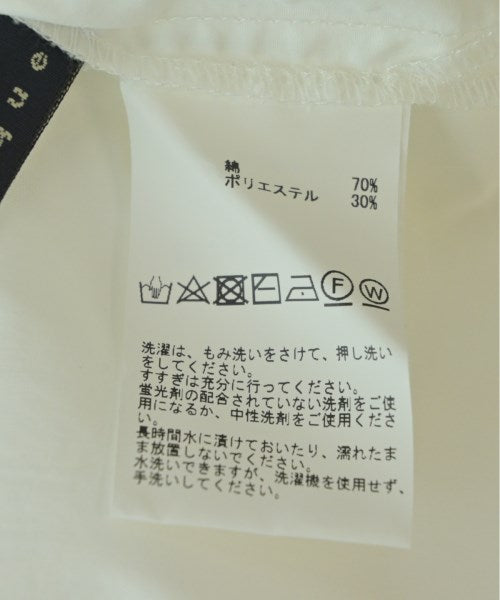 gue
綿 70%
ポリエステル 30%
F W
洗濯は、もみ洗いをさけて、押し洗い
をしてください。
すすぎは充分に行ってください。
蛍光剤の配合されていない洗剤をご使
用になるか、中性洗剤をご使用くださ
い。
長時間水に漬けておいたり、濡れたま
ま放置しないでください。
水洗いできますが、洗濯機を使用せず、
手洗いしてください。